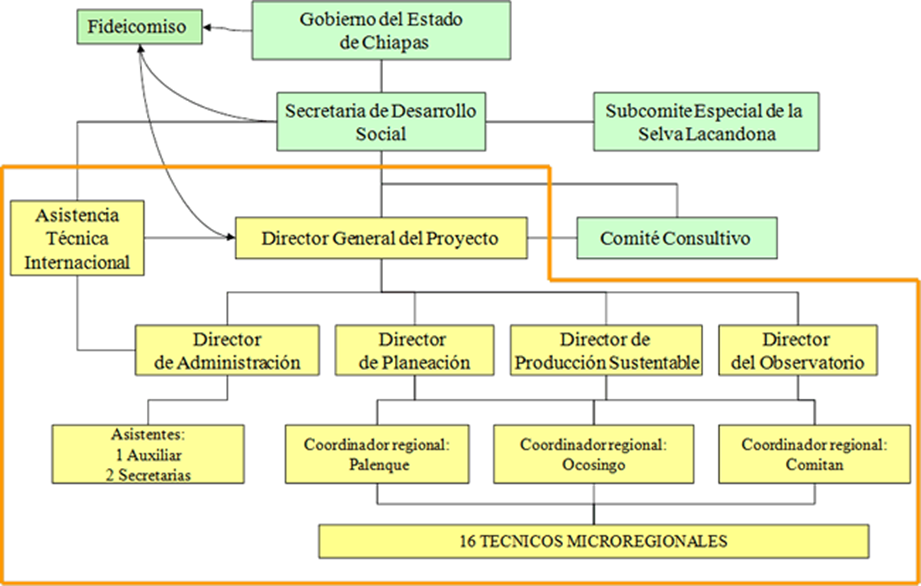 Fideicomiso
Gobierno del Estado
de Chiapas
Secretaria de Desarrollo
Social
Subcomite Especial de la
Selva Lacandona
Asistencia
Técnica
Internacional
Director General del Proyecto
Comité Consultivo
Director
de Administración
Director
de Planeación
Director de
Producción Sustentable
Director
del Observatorio
Asistentes:
1 Auxiliar
2 Secretarias
Coordinador regional:
Palenque
Coordinador regional:
Ocosingo
Coordinador regional:
Comitan
16 TECNICOS MICROREGIONALES